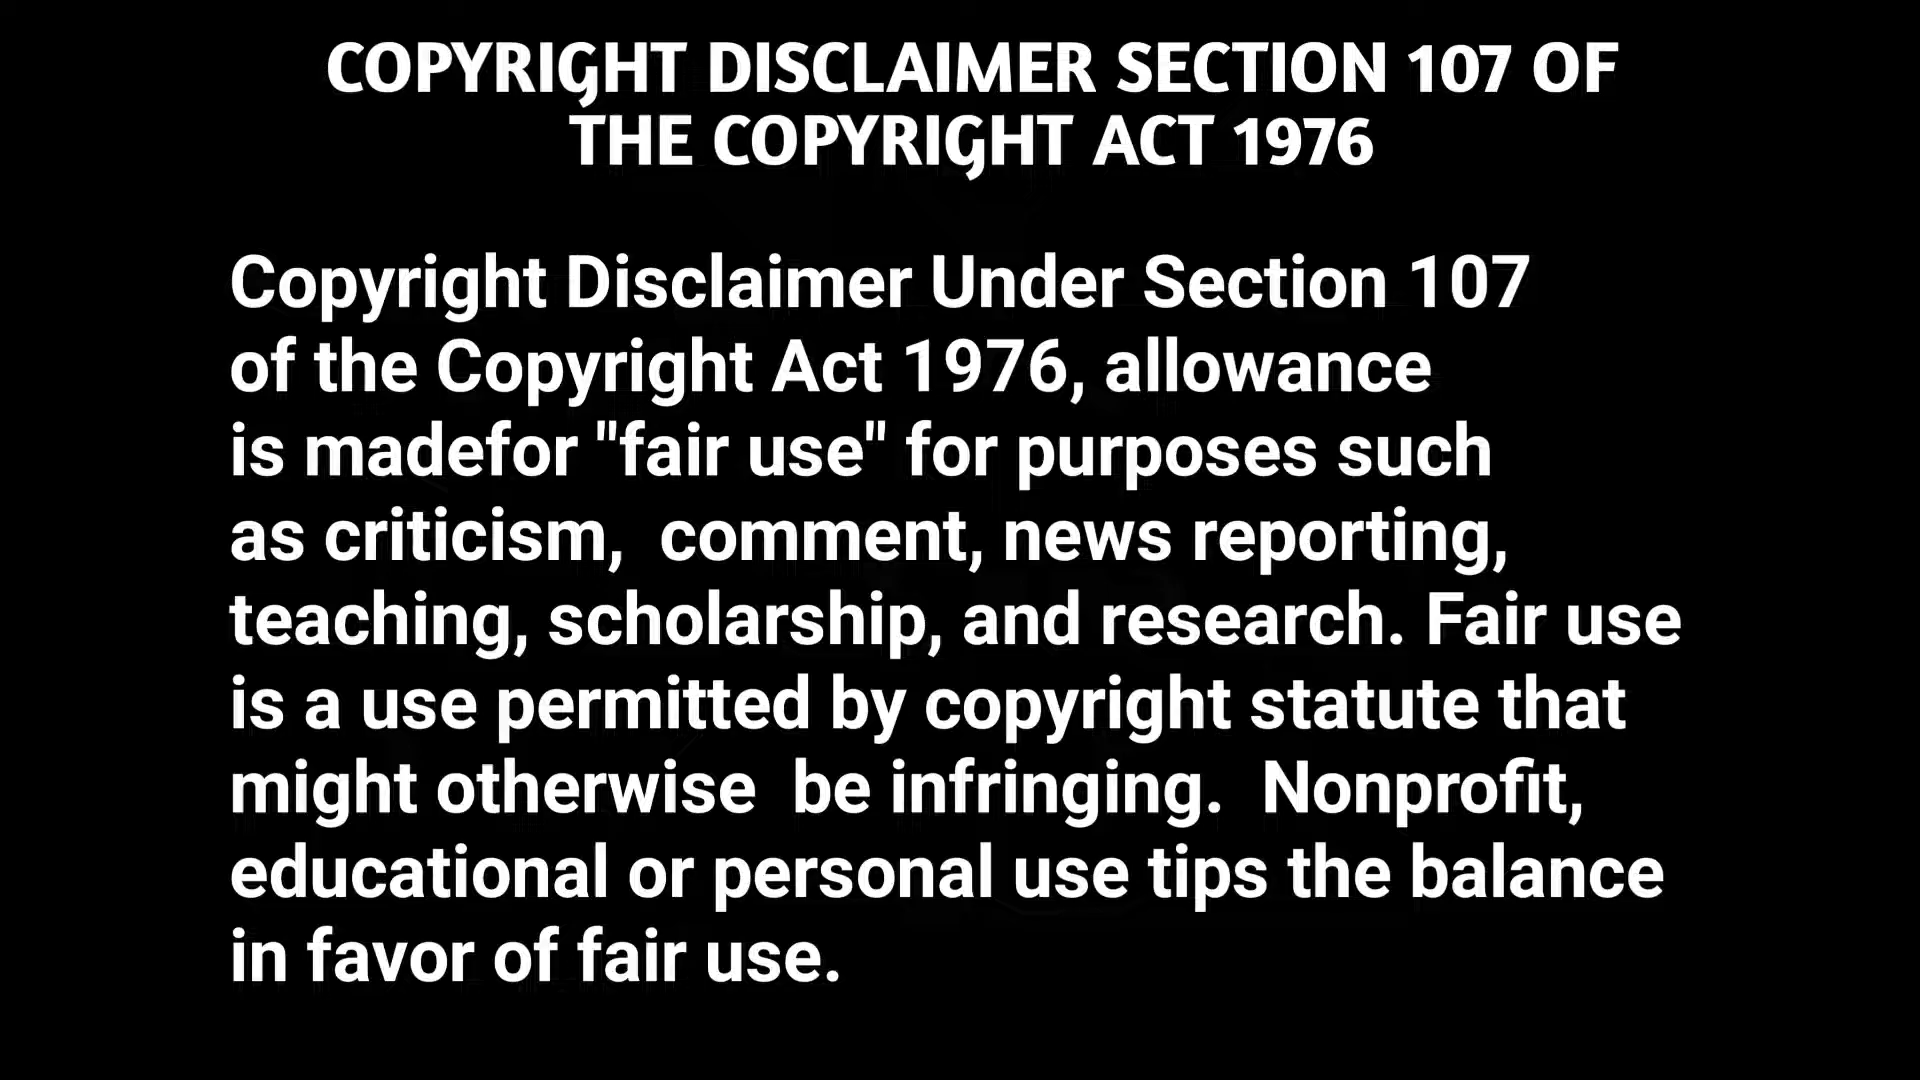 COPYRIGHT DISCLAIMER SECTION 107 OF
THE COPYRIGHT ACT 1976
Copyright Disclaimer Under Section 107
of the Copyright Act 1976, allowance
is madefor "fair use" for purposes such
as criticism,  comment, news reporting,
teaching, scholarship, and research. Fair use
is a use permitted by copyright statute that
might otherwise  be infringing.  Nonprofit,
educational or personal use tips the balance
in favor of fair use.